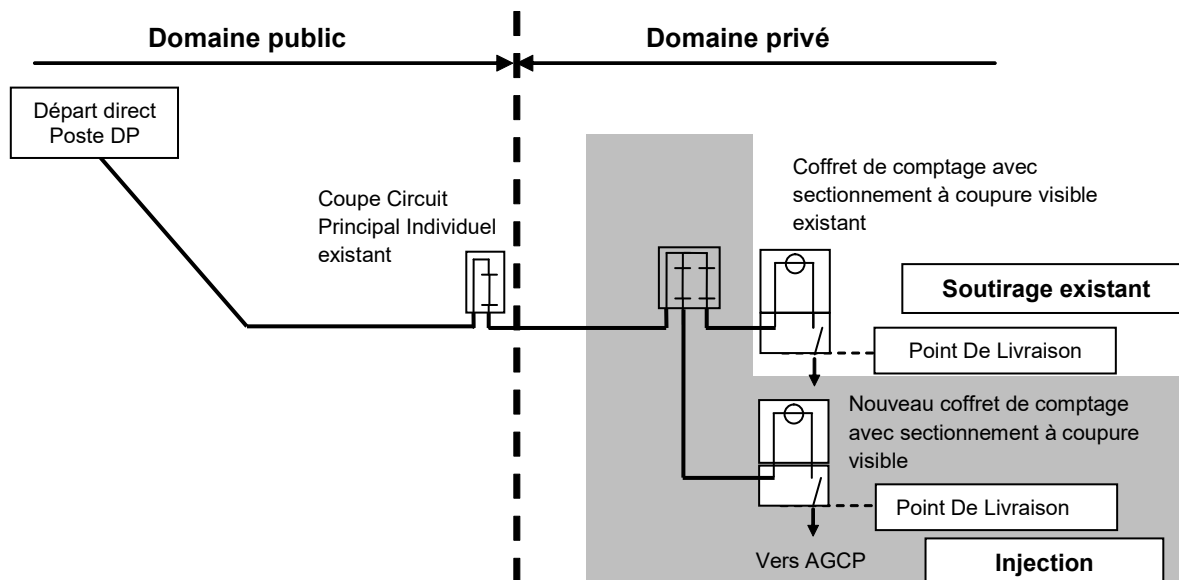 Domaine public
Domaine privé
Départ direct
Poste DP
Coupe Circuit
Principal Individuel
existant
Coffret de comptage avec
sectionnement à coupure visible
existant
Soutirage existant
Point De Livraison
Nouveau coffret de comptage
avec sectionnement à coupure
visible
Point De Livraison
Vers AGCP
Injection